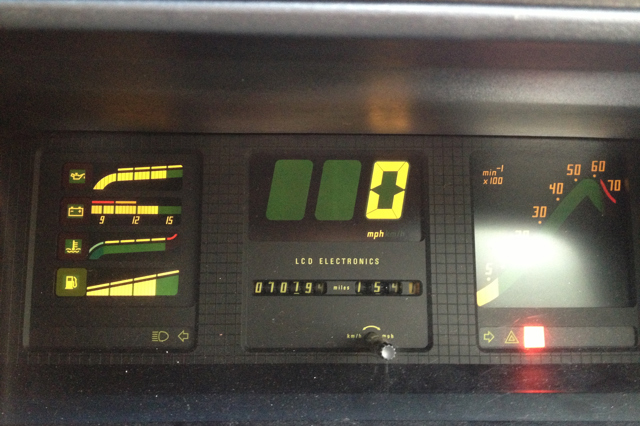 9 12 15
0
mph
LCD ELECTRONICS
07019 miles 154
km/h mph
min⁻¹
x100
30 40 50 60 70